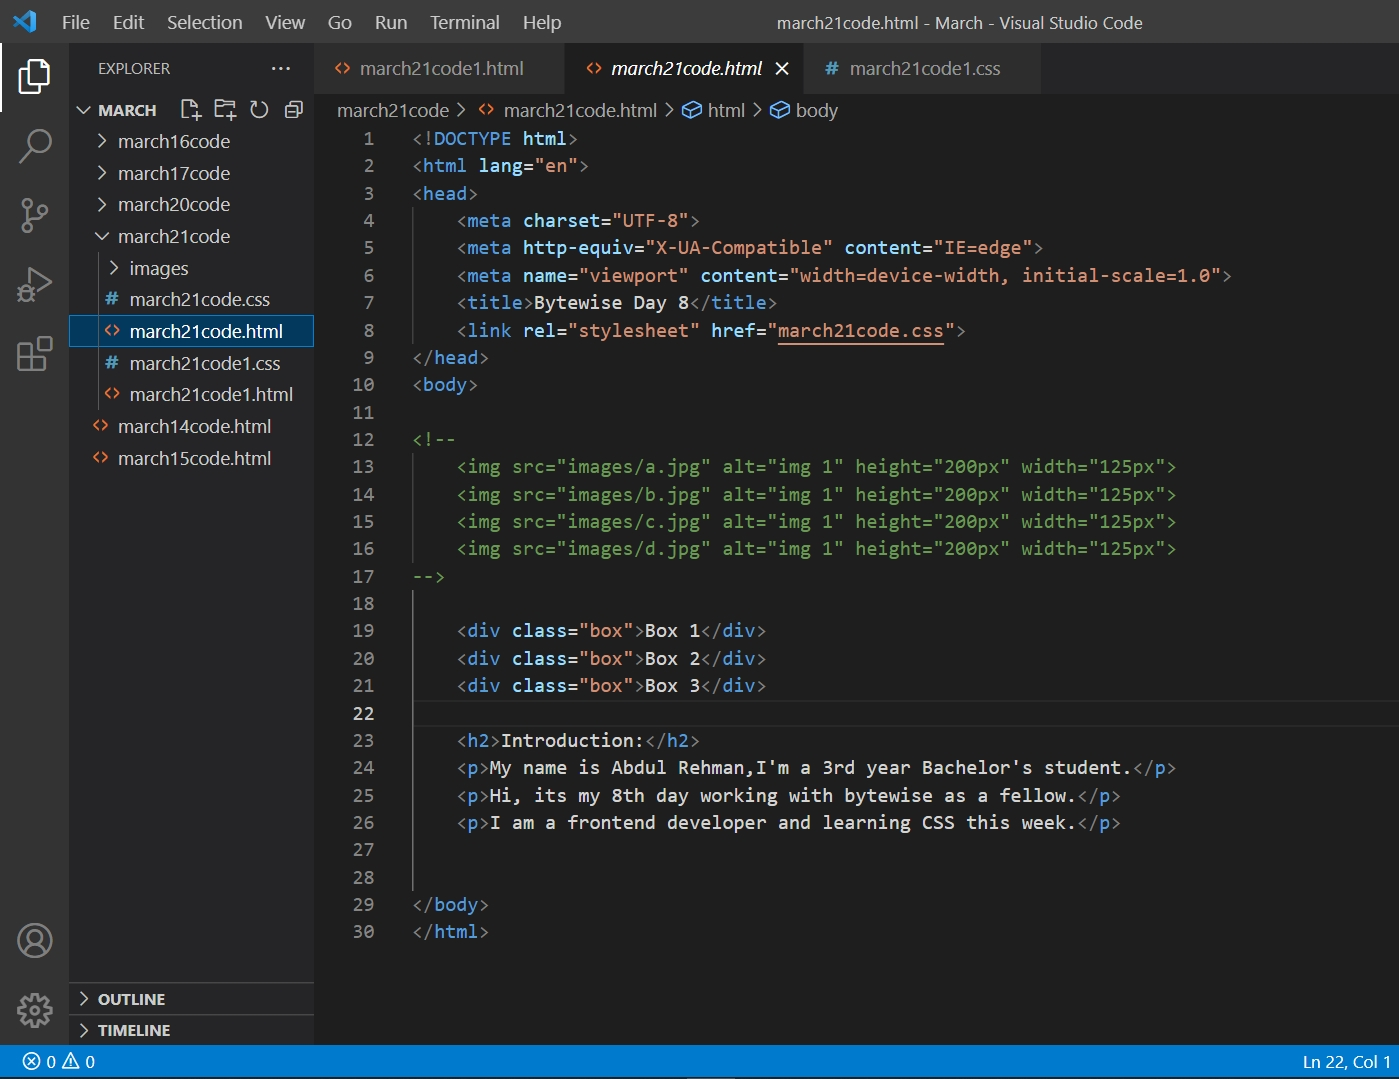 File Edit Selection View Go Run Terminal Help march21code.html - March - Visual Studio Code
EXPLORER ···
MARCH
march16code
march17code
march20code
march21code
images
# march21code.css
<> march21code.html
# march21code1.css
<> march21code1.html
<> march14code.html
<> march15code.html
OUTLINE
TIMELINE
<> march21code1.html <> march21code.html × # march21code1.css
march21code > <> march21code.html > html > body
1 <!DOCTYPE html>
2 <html lang="en">
3 <head>
4 <meta charset="UTF-8">
5 <meta http-equiv="X-UA-Compatible" content="IE=edge">
6 <meta name="viewport" content="width=device-width, initial-scale=1.0">
7 <title>Bytewise Day 8</title>
8 <link rel="stylesheet" href="march21code.css">
9 </head>
10 <body>
11
12 <!--
13 <img src="images/a.jpg" alt="img 1" height="200px" width="125px">
14 <img src="images/b.jpg" alt="img 1" height="200px" width="125px">
15 <img src="images/c.jpg" alt="img 1" height="200px" width="125px">
16 <img src="images/d.jpg" alt="img 1" height="200px" width="125px">
17 -->
18
19 <div class="box">Box 1</div>
20 <div class="box">Box 2</div>
21 <div class="box">Box 3</div>
22
23 <h2>Introduction:</h2>
24 <p>My name is Abdul Rehman,I'm a 3rd year Bachelor's student.</p>
25 <p>Hi, its my 8th day working with bytewise as a fellow.</p>
26 <p>I am a frontend developer and learning CSS this week.</p>
27
28
29 </body>
30 </html>
0 0 Ln 22, Col 1